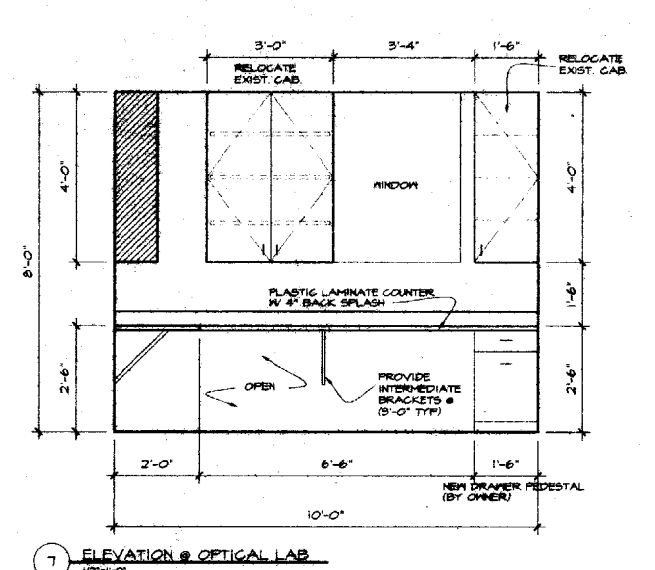 3'-0"
3'-4"
1'-6"
RELOCATE
EXIST. CAB.
RELOCATE
EXIST. CAB.
4'-0"
8'-0"
WINDOW
4'-0"
PLASTIC LAMINATE COUNTER
W/ 4" BACK SPLASH
1'-6"
2'-6"
OPEN
PROVIDE
INTERMEDIATE
BRACKETS @
(3'-0" TYP)
2'-6"
2'-0"
6'-6"
1'-6"
NEW DRAWER PEDESTAL
(BY OWNER)
10'-0"
7
ELEVATION @ OPTICAL LAB